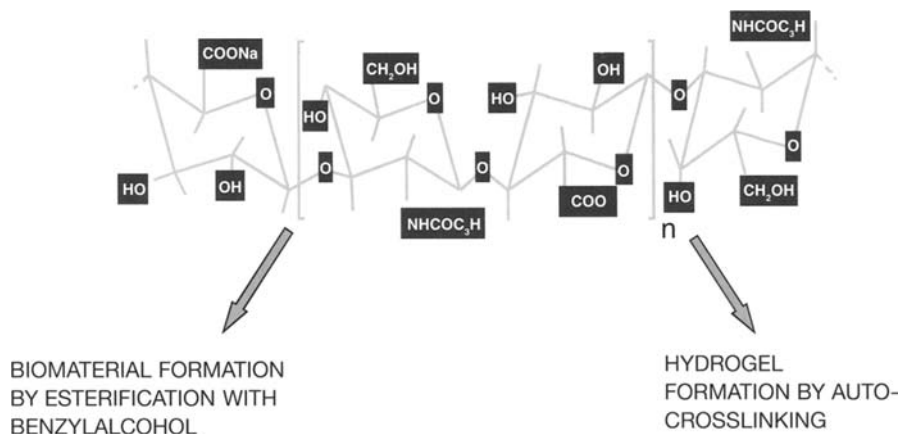 NHCOC₃H
COONa
CH₂OH
OH
O
HO
O
HO
O
O
HO
OH
O
O
O
COO
HO
CH₂OH
NHCOC₃H
n
BIOMATERIAL FORMATION
BY ESTERIFICATION WITH
BENZYLALCOHOL
HYDROGEL
FORMATION BY AUTO-
CROSSLINKING